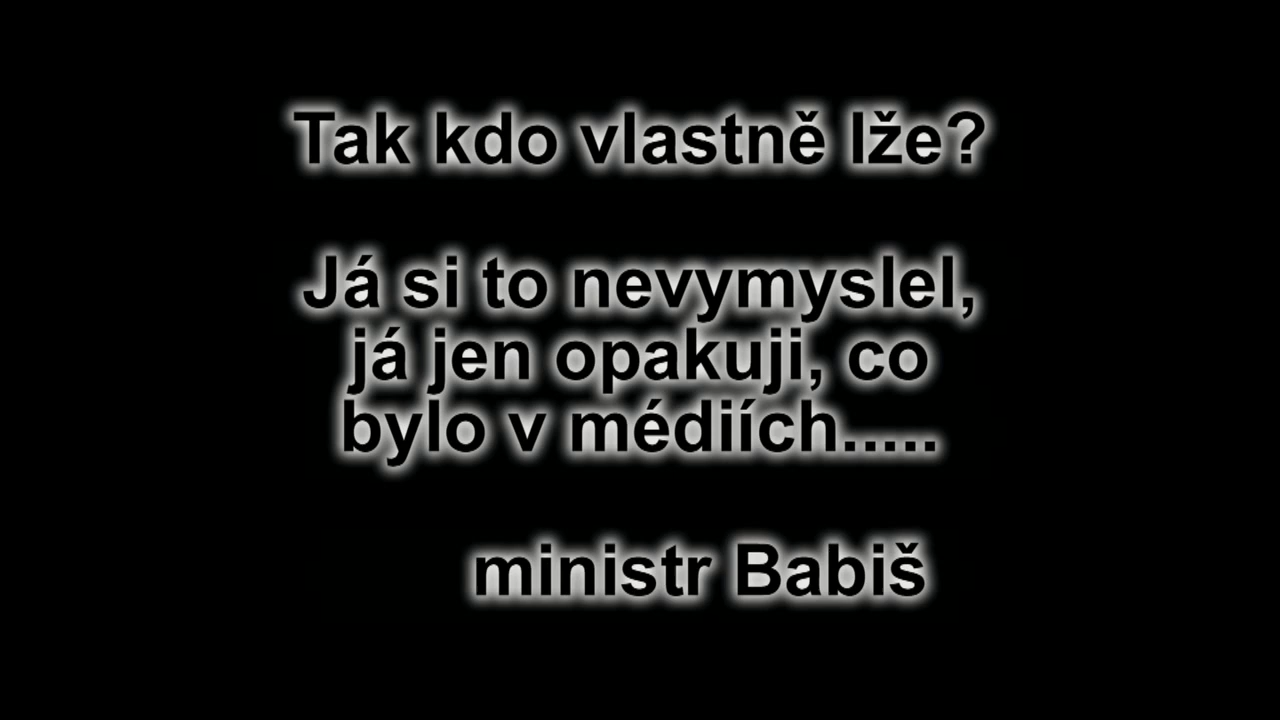 Tak kdo vlastně lže?
Já si to nevymyslel,
já jen opakuji, co
bylo v médiích.....
ministr Babiš